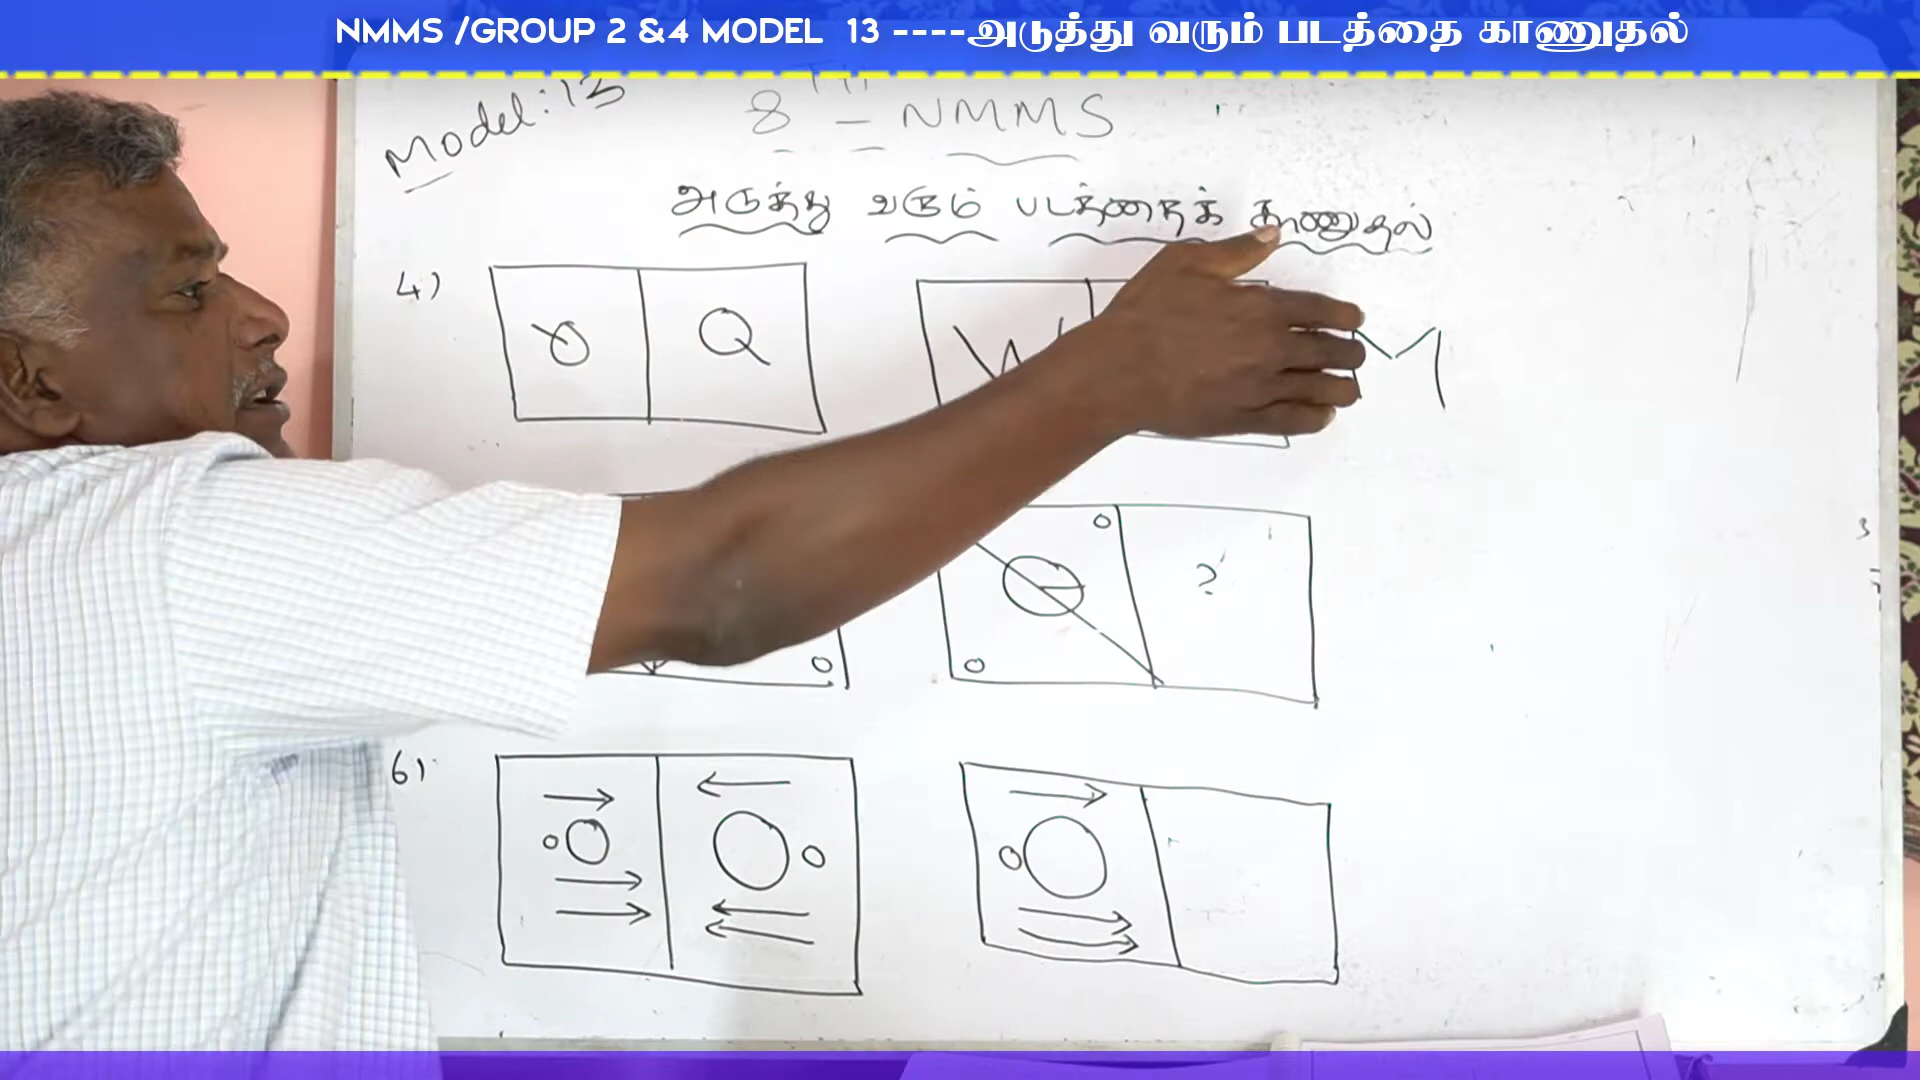 NMMS /GROUP 2 &4 MODEL 13 ----அடுத்து வரும் படத்தை காணுதல்
Model: 13
8TH - NMMS
அடுத்து வரும் படத்தைக் காணுதல்
4)
Q
W
M
?
6)